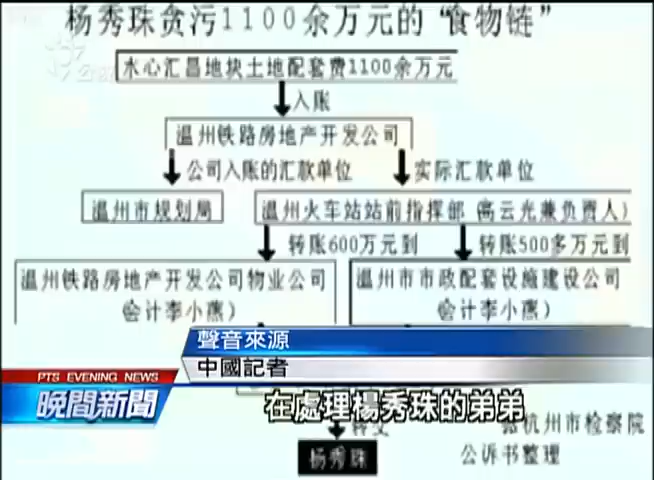 杨秀珠贪污1100余万元的“食物链”
水心汇昌地块土地配套费1100余万元
入账
温州铁路房地产开发公司
公司入账的汇款单位
实际汇款单位
温州市规划局
温州火车站站前指挥部 (高云光兼负责人)
转账600万元到
转账500多万元到
温州铁路房地产开发公司物业公司
会计李小燕)
温州市市政配套设施建设公司
会计李小燕)
聲音來源
中國記者
PTS EVENING NEWS
晚間新聞
在處理楊秀珠的弟弟
转交
杭州市检察院
公诉书整理
杨秀珠